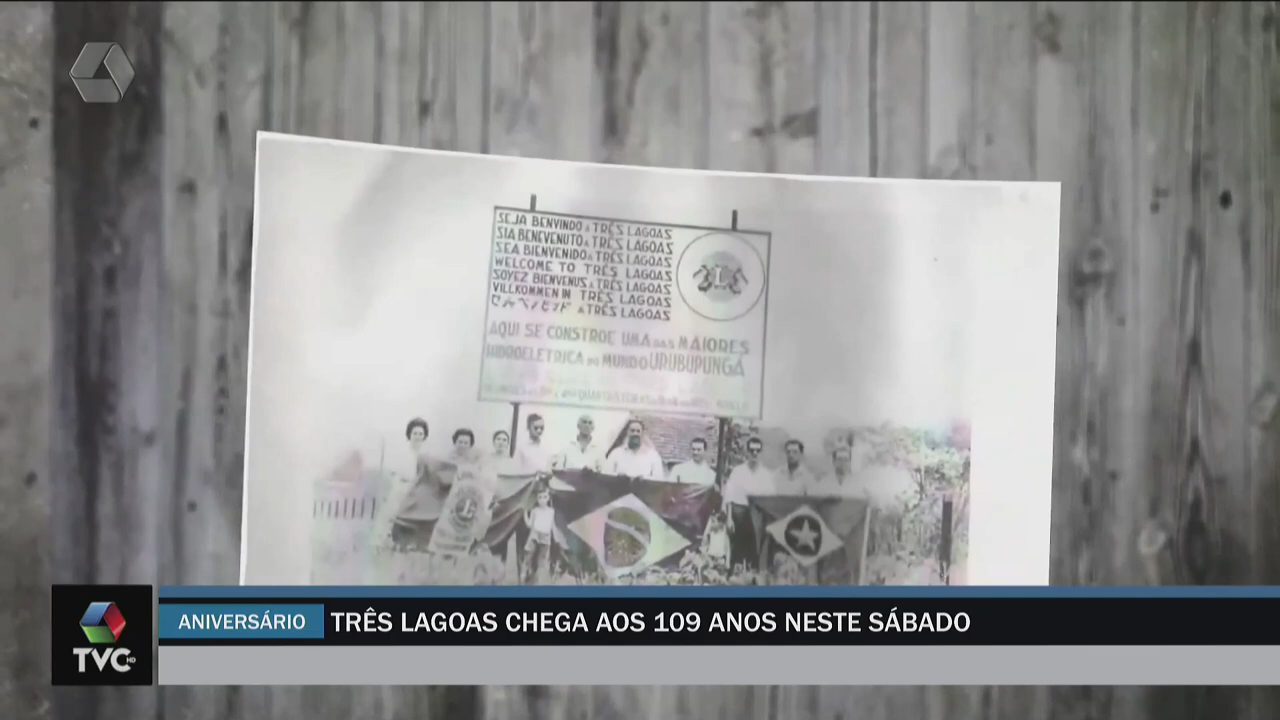 SEJA BENVINDO A TRÊS LAGOAS
SIA BENEVENUTO A TRÊS LAGOAS
SEA BIENVENIDO A TRÊS LAGOAS
WELCOME TO TRÊS LAGOAS
SOYEZ BIENVENUS A TRÊS LAGOAS
VILLKOMMEN IN TRÊS LAGOAS
A TRÊS LAGOAS
L
AQUI SE CONSTROE UMA DAS MAIORES
HIDROELETRICA DO MUNDO URUBUPUNGÁ
L
ANIVERSÁRIO
TRÊS LAGOAS CHEGA AOS 109 ANOS NESTE SÁBADO
TVC HD